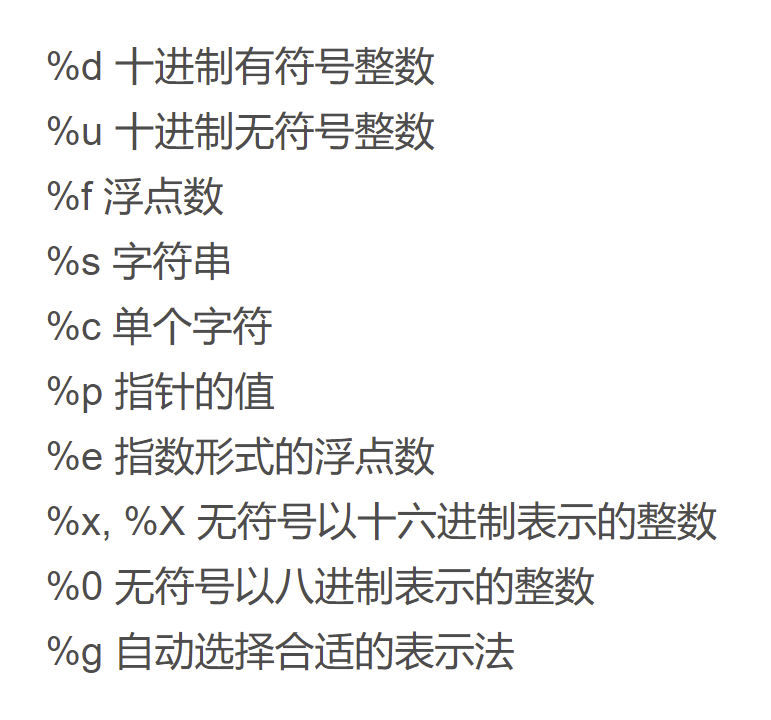 %d 十进制有符号整数
%u 十进制无符号整数
%f 浮点数
%s 字符串
%c 单个字符
%p 指针的值
%e 指数形式的浮点数
%x, %X 无符号以十六进制表示的整数
%0 无符号以八进制表示的整数
%g 自动选择合适的表示法